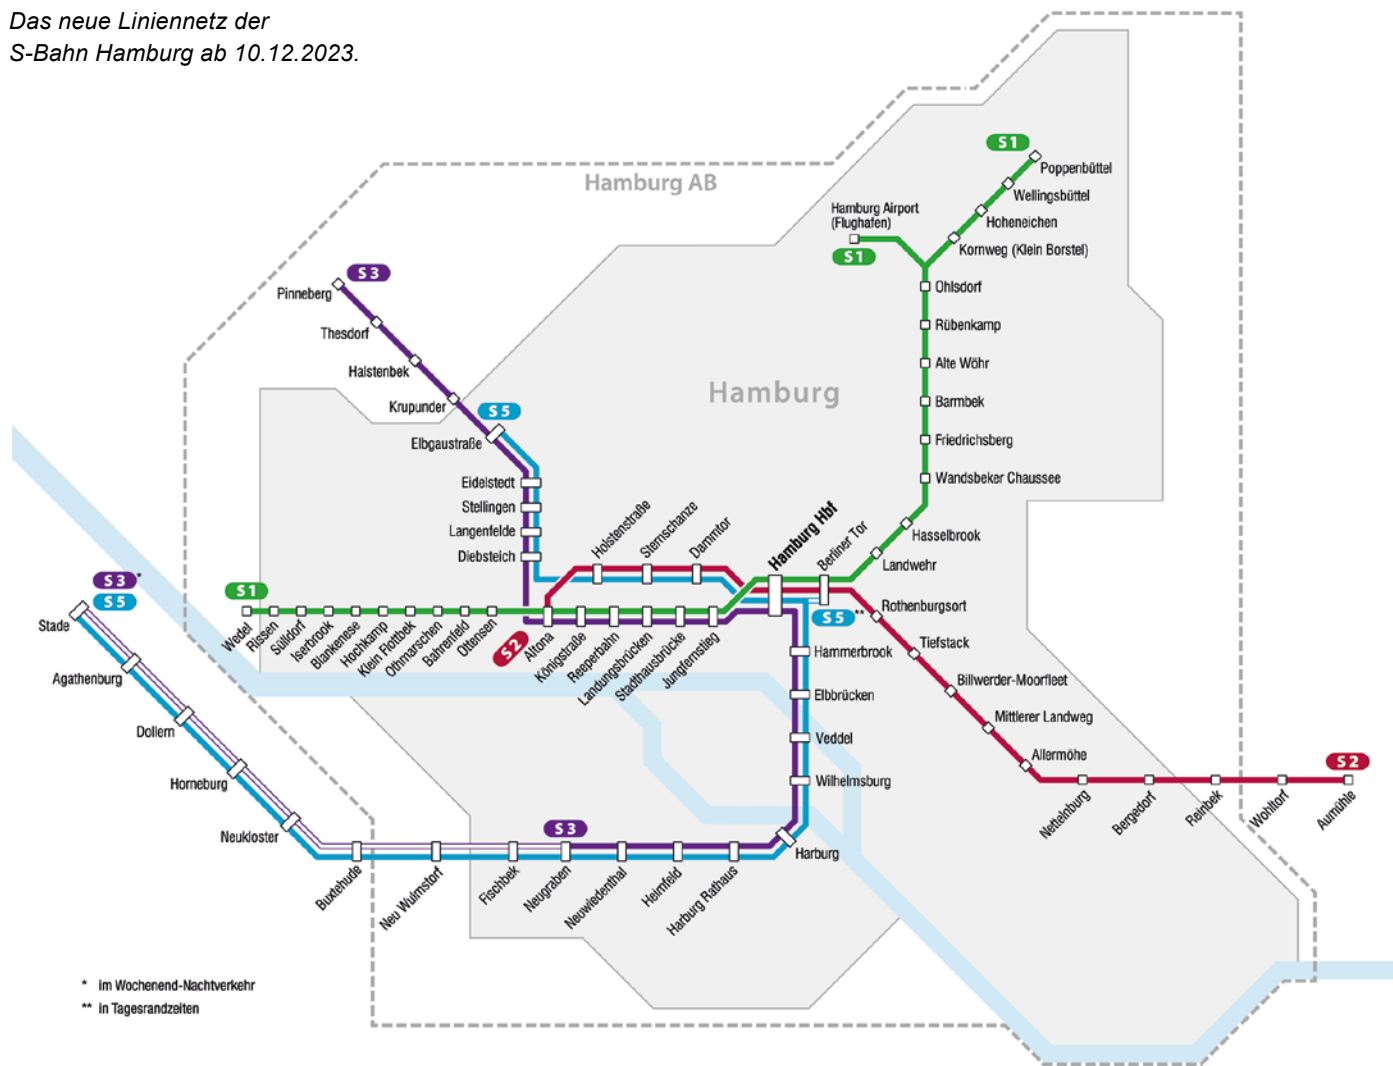 Das neue Liniennetz der
S-Bahn Hamburg ab 10.12.2023.
Hamburg AB
S1
Poppenbüttel
Wellingsbüttel
Hoheneichen
Kornweg (Klein Borstel)
Hamburg Airport
(Flughafen)
S1
Ohlsdorf
Rübenkamp
Alte Wöhr
Barmbek
Friedrichsberg
Wandsbeker Chaussee
Hasselbrook
Landwehr
S3
Pinneberg
Thesdorf
Halstenbek
Krupunder
S5
Elbgaustraße
Hamburg
Eidelstedt
Stellingen
Langenfelde
Diebsteich
Holstenstraße
Sternschanze
Dammtor
Hamburg Hbf
Berliner Tor
S3*
S5
Stade
Agathenburg
Dollern
Horneburg
Neukloster
S1
Wedel
Rissen
Sülldorf
Iserbrook
Blankenese
Hochkamp
Klein Flottbek
Othmarschen
Bahrenfeld
Ottensen
S2
Altona
Königstraße
Reeperbahn
Landungsbrücken
Stadthausbrücke
Jungfernstieg
S5**
Rothenburgsort
Tiefstack
Billwerder-Moorfleet
Mittlerer Landweg
Allermöhe
S2
Nettelnburg
Bergedorf
Reinbek
Wohltorf
Aumühle
Hammerbrook
Elbbrücken
Veddel
Wilhelmsburg
Harburg
S3
Buxtehude
Neu Wulmstorf
Fischbek
Neugraben
Neuwiedenthal
Heimfeld
Harburg Rathaus
* im Wochenend-Nachtverkehr
** in Tagesrandzeiten